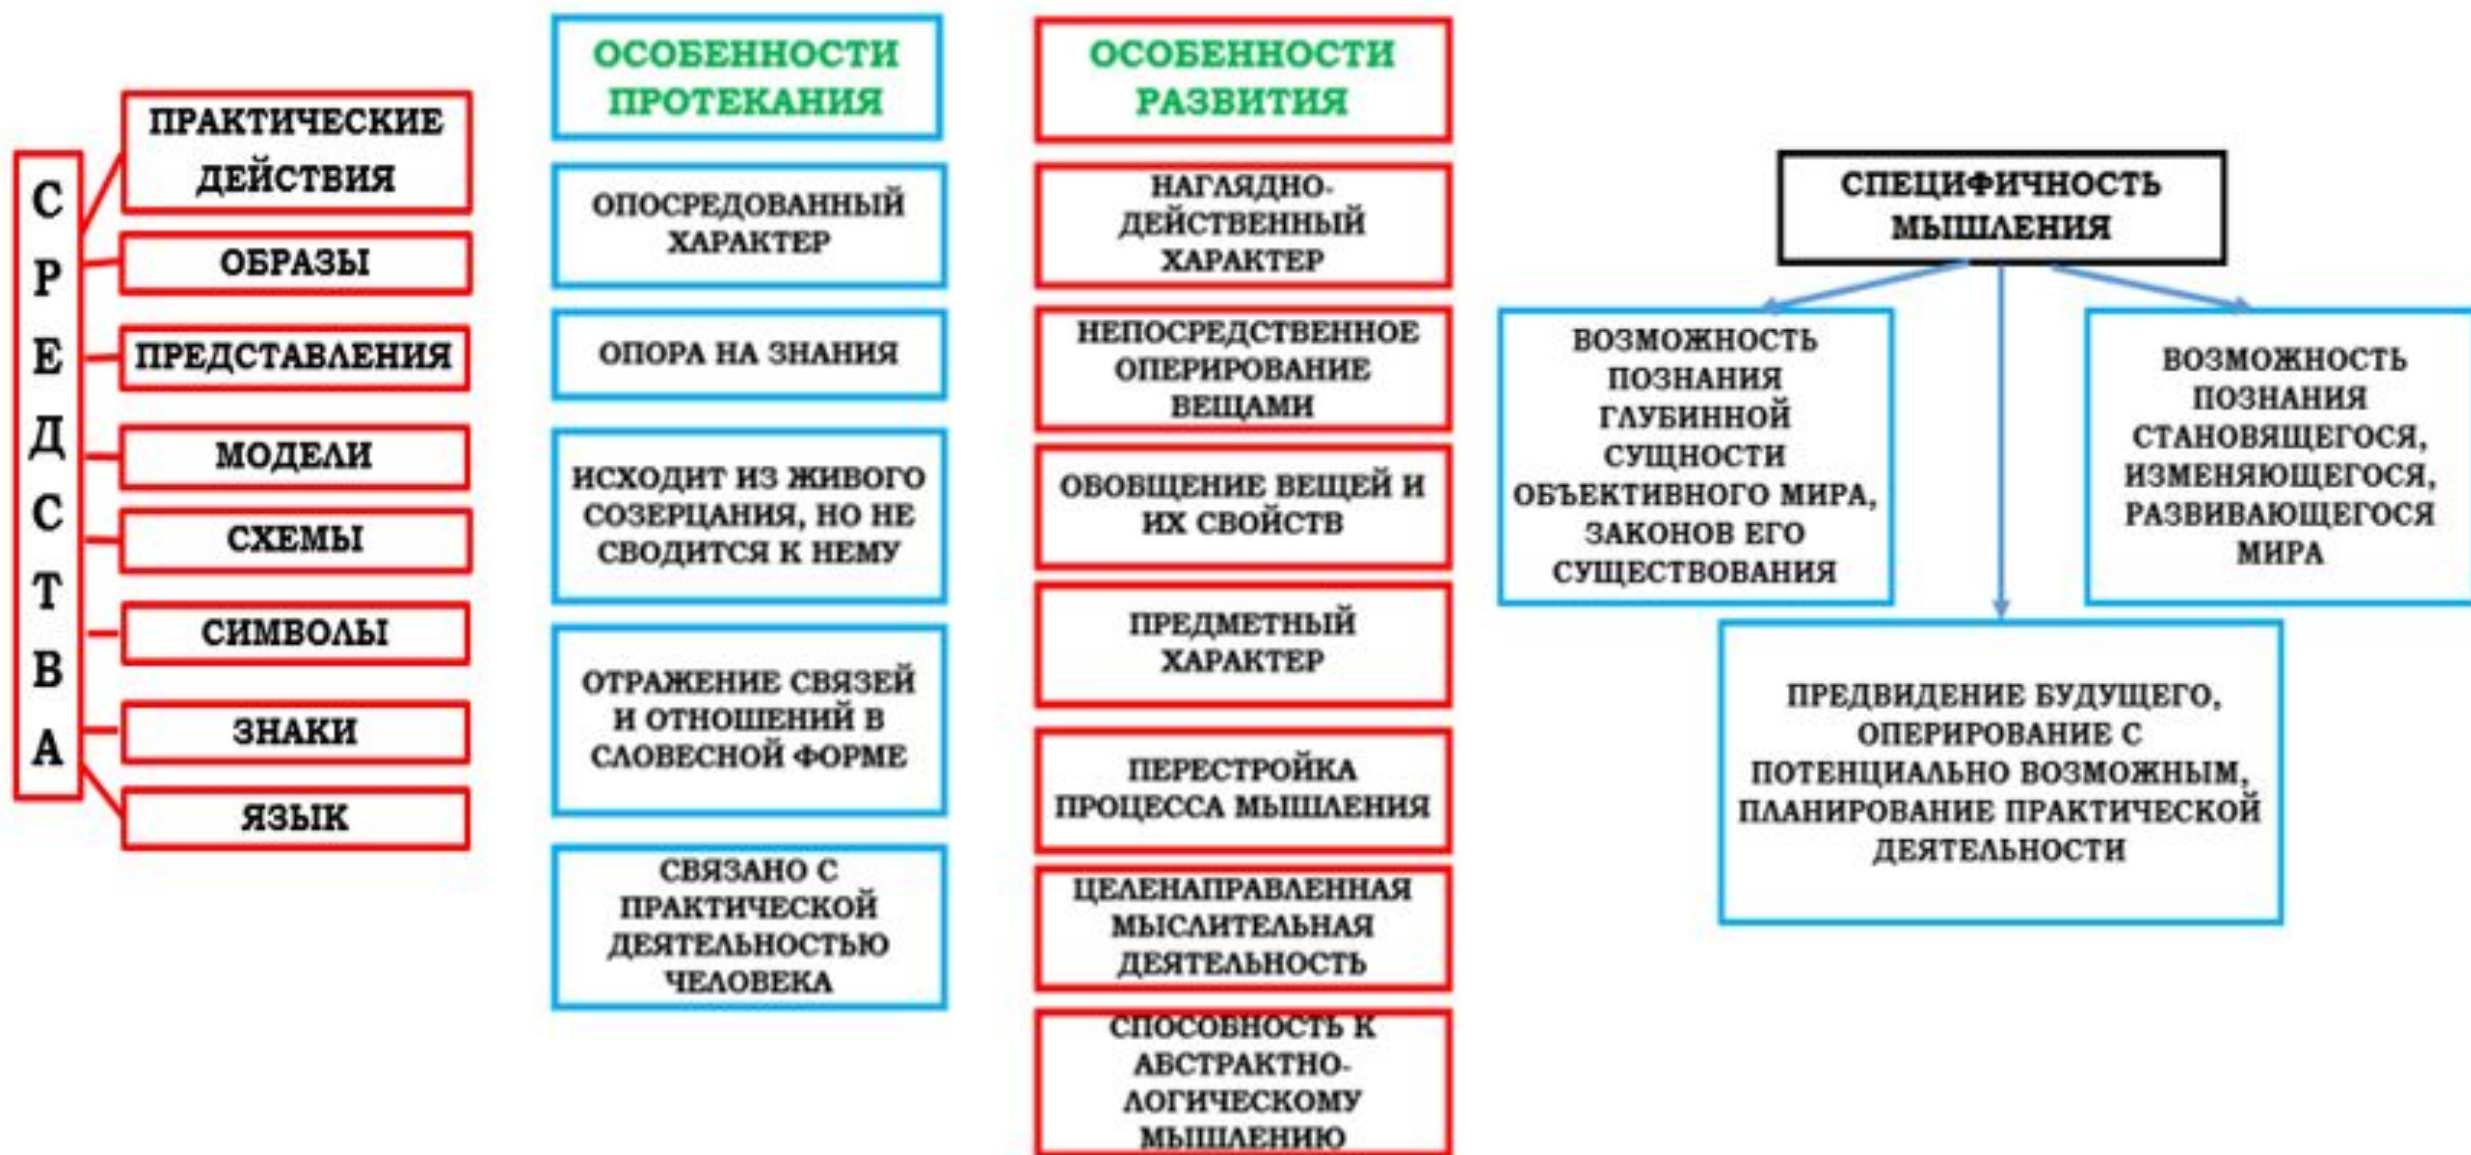 С
Р
Е
Д
С
Т
В
А
ПРАКТИЧЕСКИЕ
ДЕЙСТВИЯ
ОБРАЗЫ
ПРЕДСТАВЛЕНИЯ
МОДЕЛИ
СХЕМЫ
СИМВОЛЫ
ЗНАКИ
ЯЗЫК
ОСОБЕННОСТИ
ПРОТЕКАНИЯ
ОПОСРЕДОВАННЫЙ
ХАРАКТЕР
ОПОРА НА ЗНАНИЯ
ИСХОДИТ ИЗ ЖИВОГО
СОЗЕРЦАНИЯ, НО НЕ
СВОДИТСЯ К НЕМУ
ОТРАЖЕНИЕ СВЯЗЕЙ
И ОТНОШЕНИЙ В
СЛОВЕСНОЙ ФОРМЕ
СВЯЗАНО С
ПРАКТИЧЕСКОЙ
ДЕЯТЕЛЬНОСТЬЮ
ЧЕЛОВЕКА
ОСОБЕННОСТИ
РАЗВИТИЯ
НАГЛЯДНО-
ДЕЙСТВЕННЫЙ
ХАРАКТЕР
НЕПОСРЕДСТВЕННОЕ
ОПЕРИРОВАНИЕ
ВЕЩАМИ
ОБОБЩЕНИЕ ВЕЩЕЙ И
ИХ СВОЙСТВ
ПРЕДМЕТНЫЙ
ХАРАКТЕР
ПЕРЕСТРОЙКА
ПРОЦЕССА МЫШЛЕНИЯ
ЦЕЛЕНАПРАВЛЕННАЯ
МЫСЛИТЕЛЬНАЯ
ДЕЯТЕЛЬНОСТЬ
СПОСОБНОСТЬ К
АБСТРАКТНО-
ЛОГИЧЕСКОМУ
МЫШЛЕНИЮ
СПЕЦИФИЧНОСТЬ
МЫШЛЕНИЯ
ВОЗМОЖНОСТЬ
ПОЗНАНИЯ
ГЛУБИННОЙ
СУЩНОСТИ
ОБЪЕКТИВНОГО МИРА,
ЗАКОНОВ ЕГО
СУЩЕСТВОВАНИЯ
ВОЗМОЖНОСТЬ
ПОЗНАНИЯ
СТАНОВЯЩЕГОСЯ,
ИЗМЕНЯЮЩЕГОСЯ,
РАЗВИВАЮЩЕГОСЯ
МИРА
ПРЕДВИДЕНИЕ БУДУЩЕГО,
ОПЕРИРОВАНИЕ С
ПОТЕНЦИАЛЬНО ВОЗМОЖНЫМ,
ПЛАНИРОВАНИЕ ПРАКТИЧЕСКОЙ
ДЕЯТЕЛЬНОСТИ